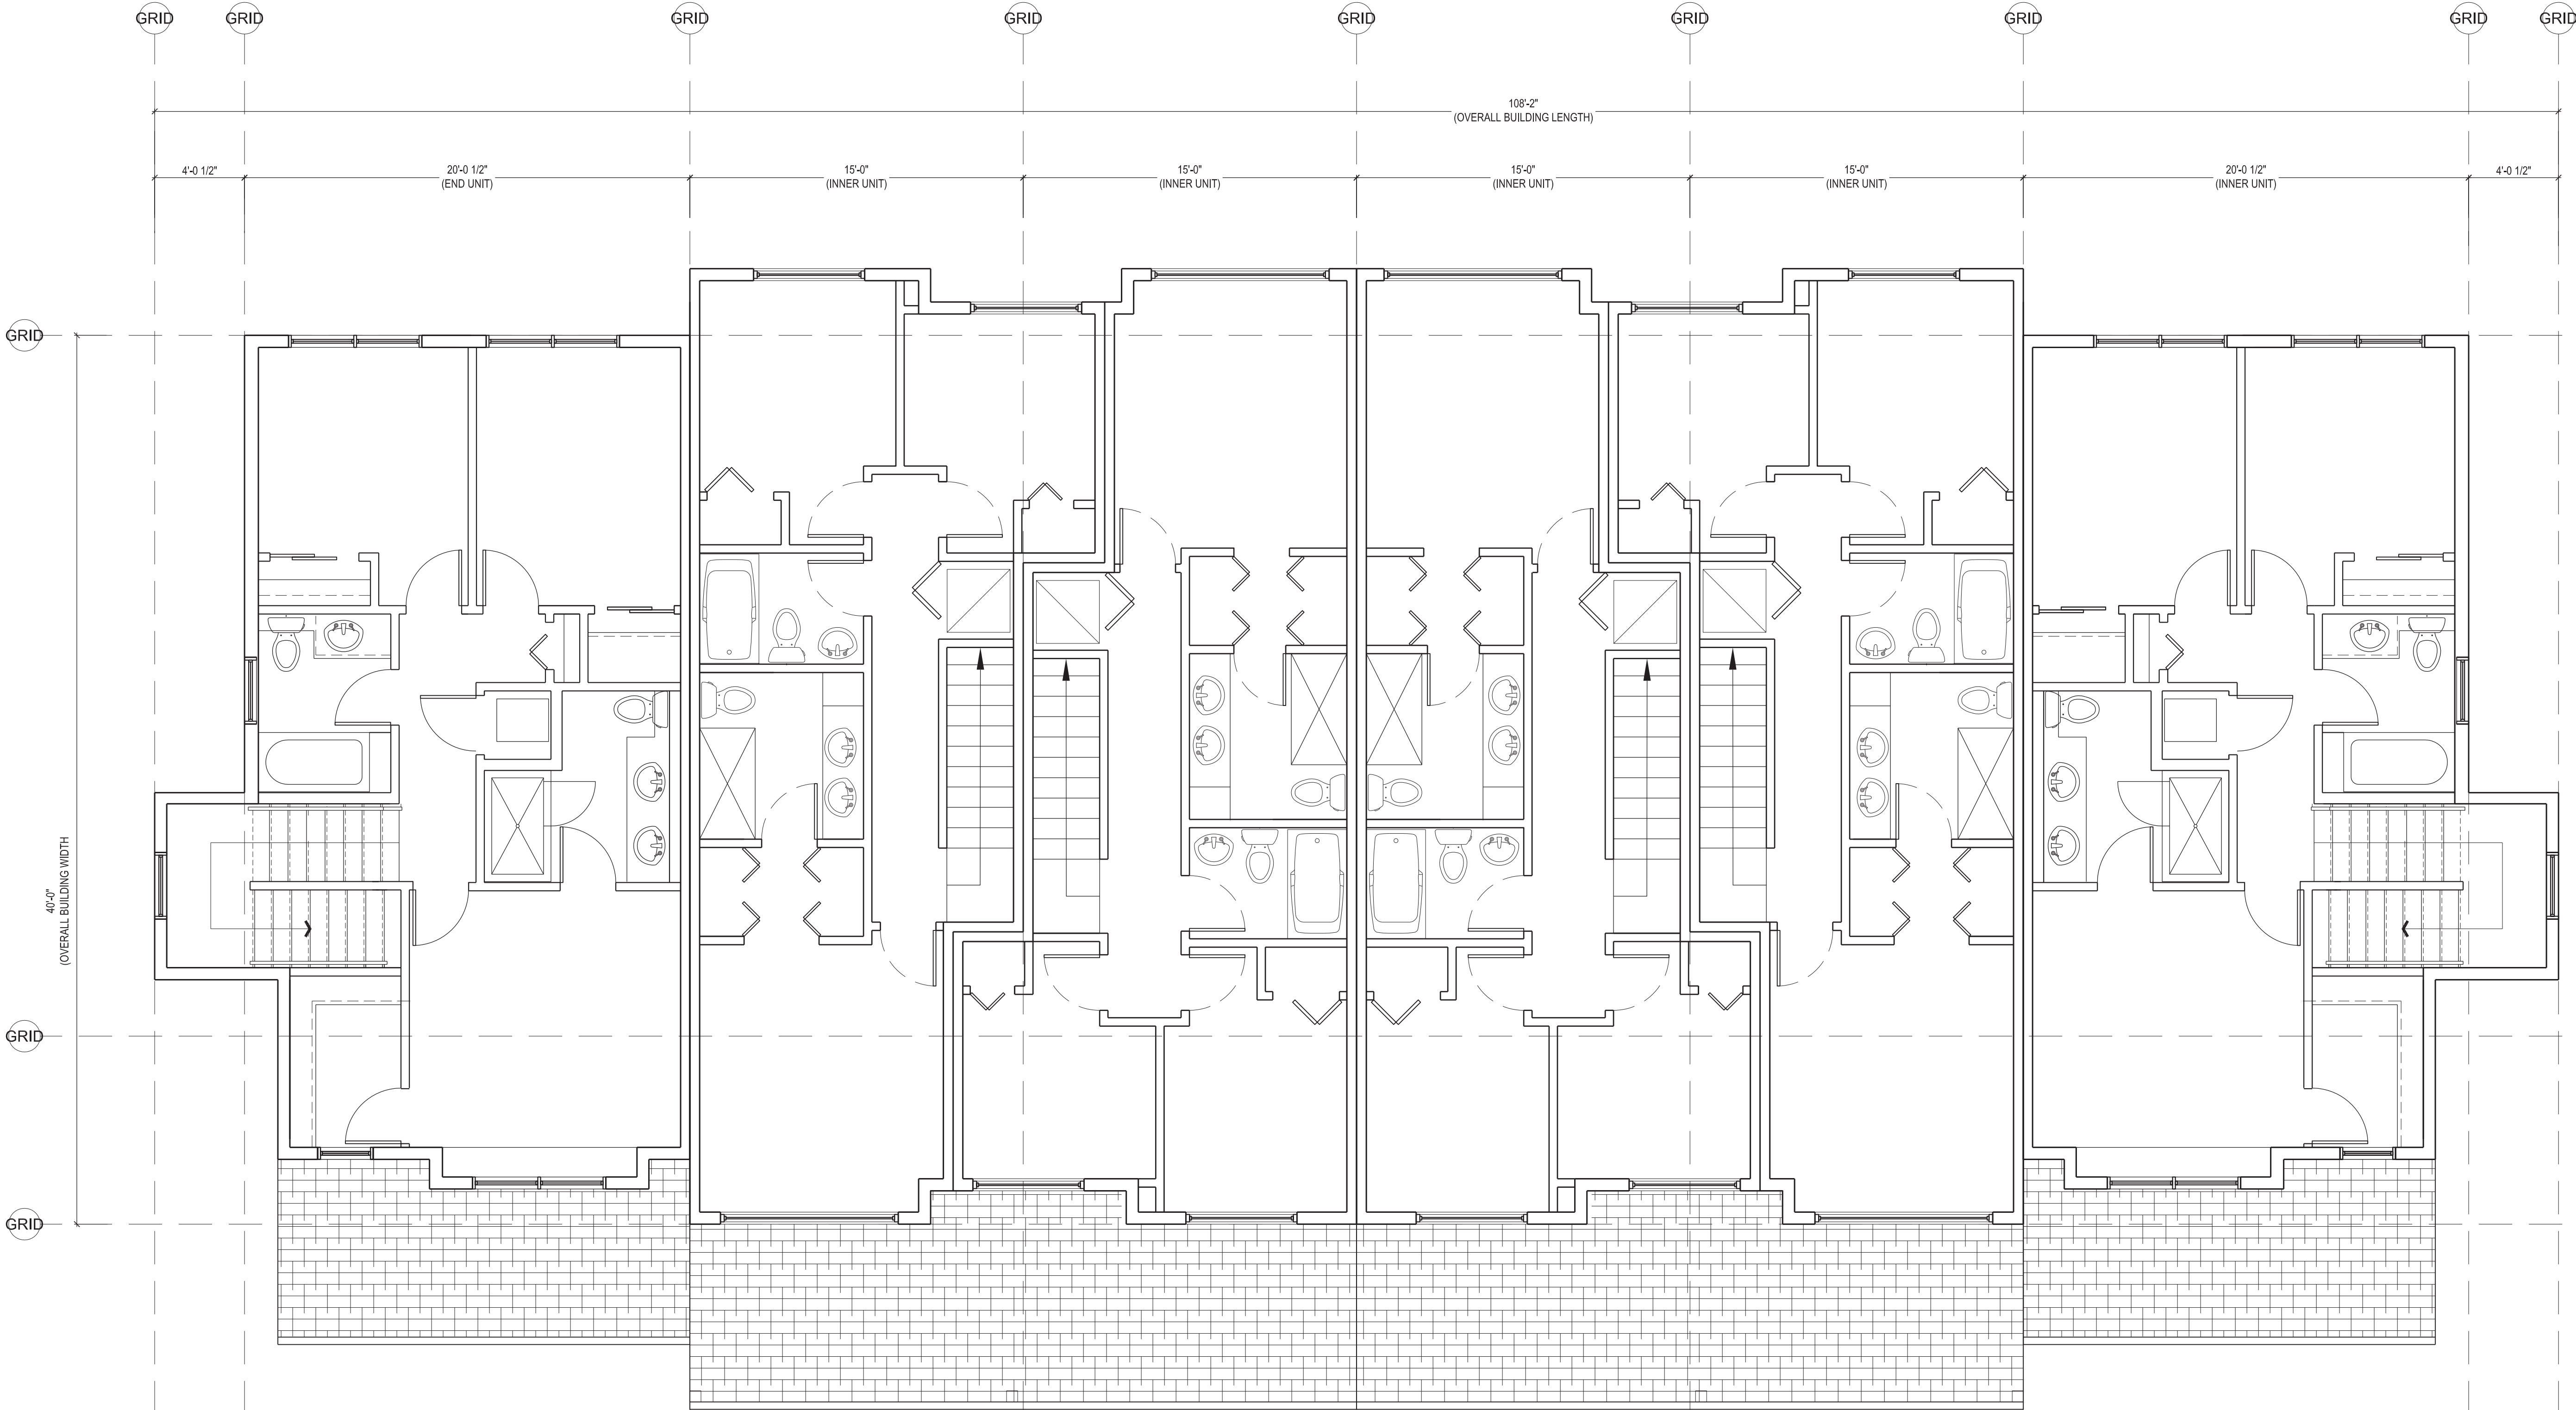 GRID GRID GRID GRID GRID GRID GRID GRID GRID
108'-2"
(OVERALL BUILDING LENGTH)
4'-0 1/2" 20'-0 1/2" 15'-0" 15'-0" 15'-0" 15'-0" 20'-0 1/2" 4'-0 1/2"
(END UNIT) (INNER UNIT) (INNER UNIT) (INNER UNIT) (INNER UNIT) (INNER UNIT)
GRID
40'-0"
(OVERALL BUILDING WIDTH
GRID
GRID